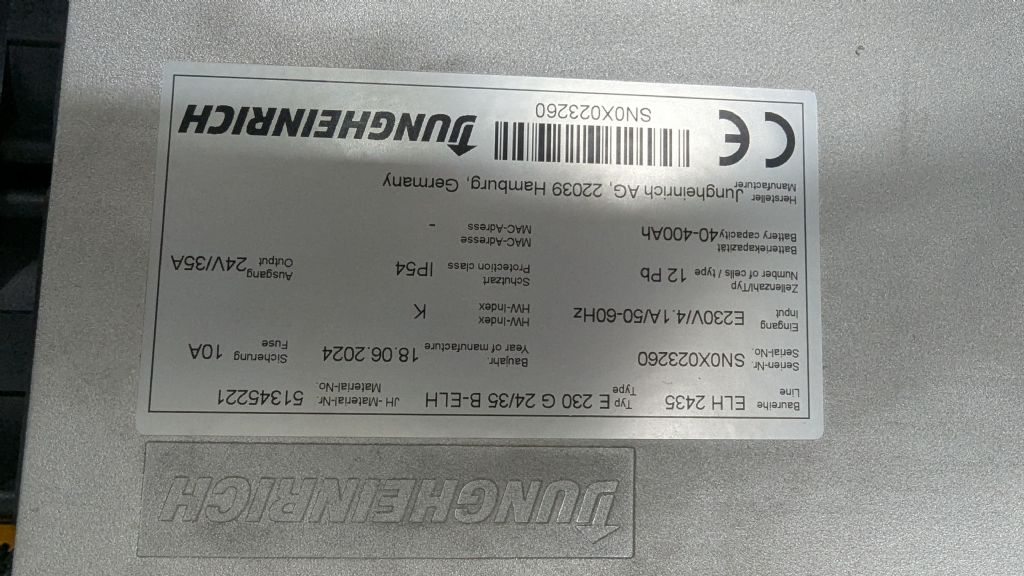 JUNGHEINRICH
Baureihe
Line
ELH 2435
Typ
Type
E 230 G 24/35 B-ELH
JH -Material-Nr.
Material-No.
51345221
Serien-Nr
Serial-No.
SN0X023260
Baujahr.
Year of manufacture
18.06.2024
Sicherung
Fuse
10A
Eingang
Input
E230V/4.1A/50-60Hz
HW-Index
HW-Index
K
Zellenzahl/Typ
Number of cells / type
12 Pb
Schutzart
Protection class
IP54
Ausgang
Output
24V/35A
Batteriekapazität
Battery capacity
40-400Ah
MAC-Adresse
MAC-Adress
-
Hersteller
Manufacturer
Jungheinrich AG, 22039 Hamburg, Germany
CE
SN0X023260
JUNGHEINRICH